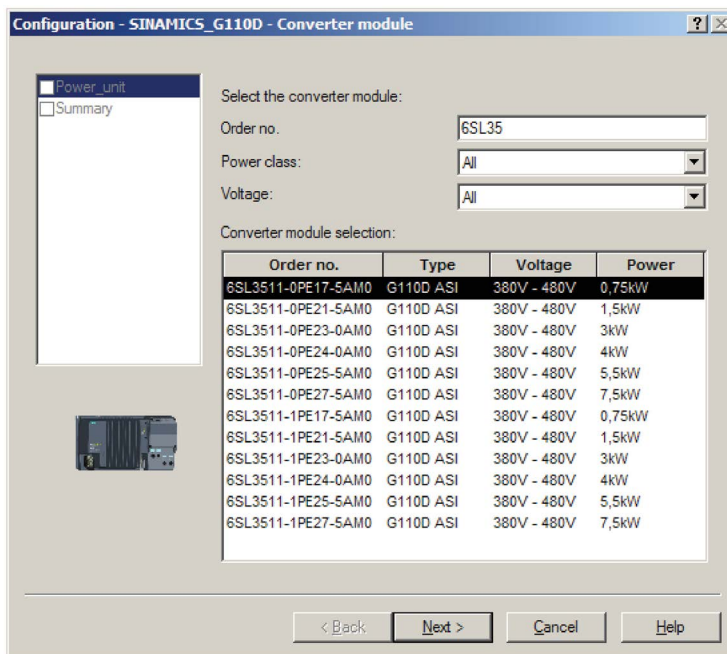 Configuration - SINAMICS_G110D - Converter module
Power_unit
Summary
Select the converter module:
Order no. 6SL35
Power class: All
Voltage: All
Converter module selection:
Order no. Type Voltage Power
6SL3511-0PE17-5AM0 G110D ASI 380V - 480V 0,75kW
6SL3511-0PE21-5AM0 G110D ASI 380V - 480V 1,5kW
6SL3511-0PE23-0AM0 G110D ASI 380V - 480V 3kW
6SL3511-0PE24-0AM0 G110D ASI 380V - 480V 4kW
6SL3511-0PE25-5AM0 G110D ASI 380V - 480V 5,5kW
6SL3511-0PE27-5AM0 G110D ASI 380V - 480V 7,5kW
6SL3511-1PE17-5AM0 G110D ASI 380V - 480V 0,75kW
6SL3511-1PE21-5AM0 G110D ASI 380V - 480V 1,5kW
6SL3511-1PE23-0AM0 G110D ASI 380V - 480V 3kW
6SL3511-1PE24-0AM0 G110D ASI 380V - 480V 4kW
6SL3511-1PE25-5AM0 G110D ASI 380V - 480V 5,5kW
6SL3511-1PE27-5AM0 G110D ASI 380V - 480V 7,5kW
< Back Next > Cancel Help